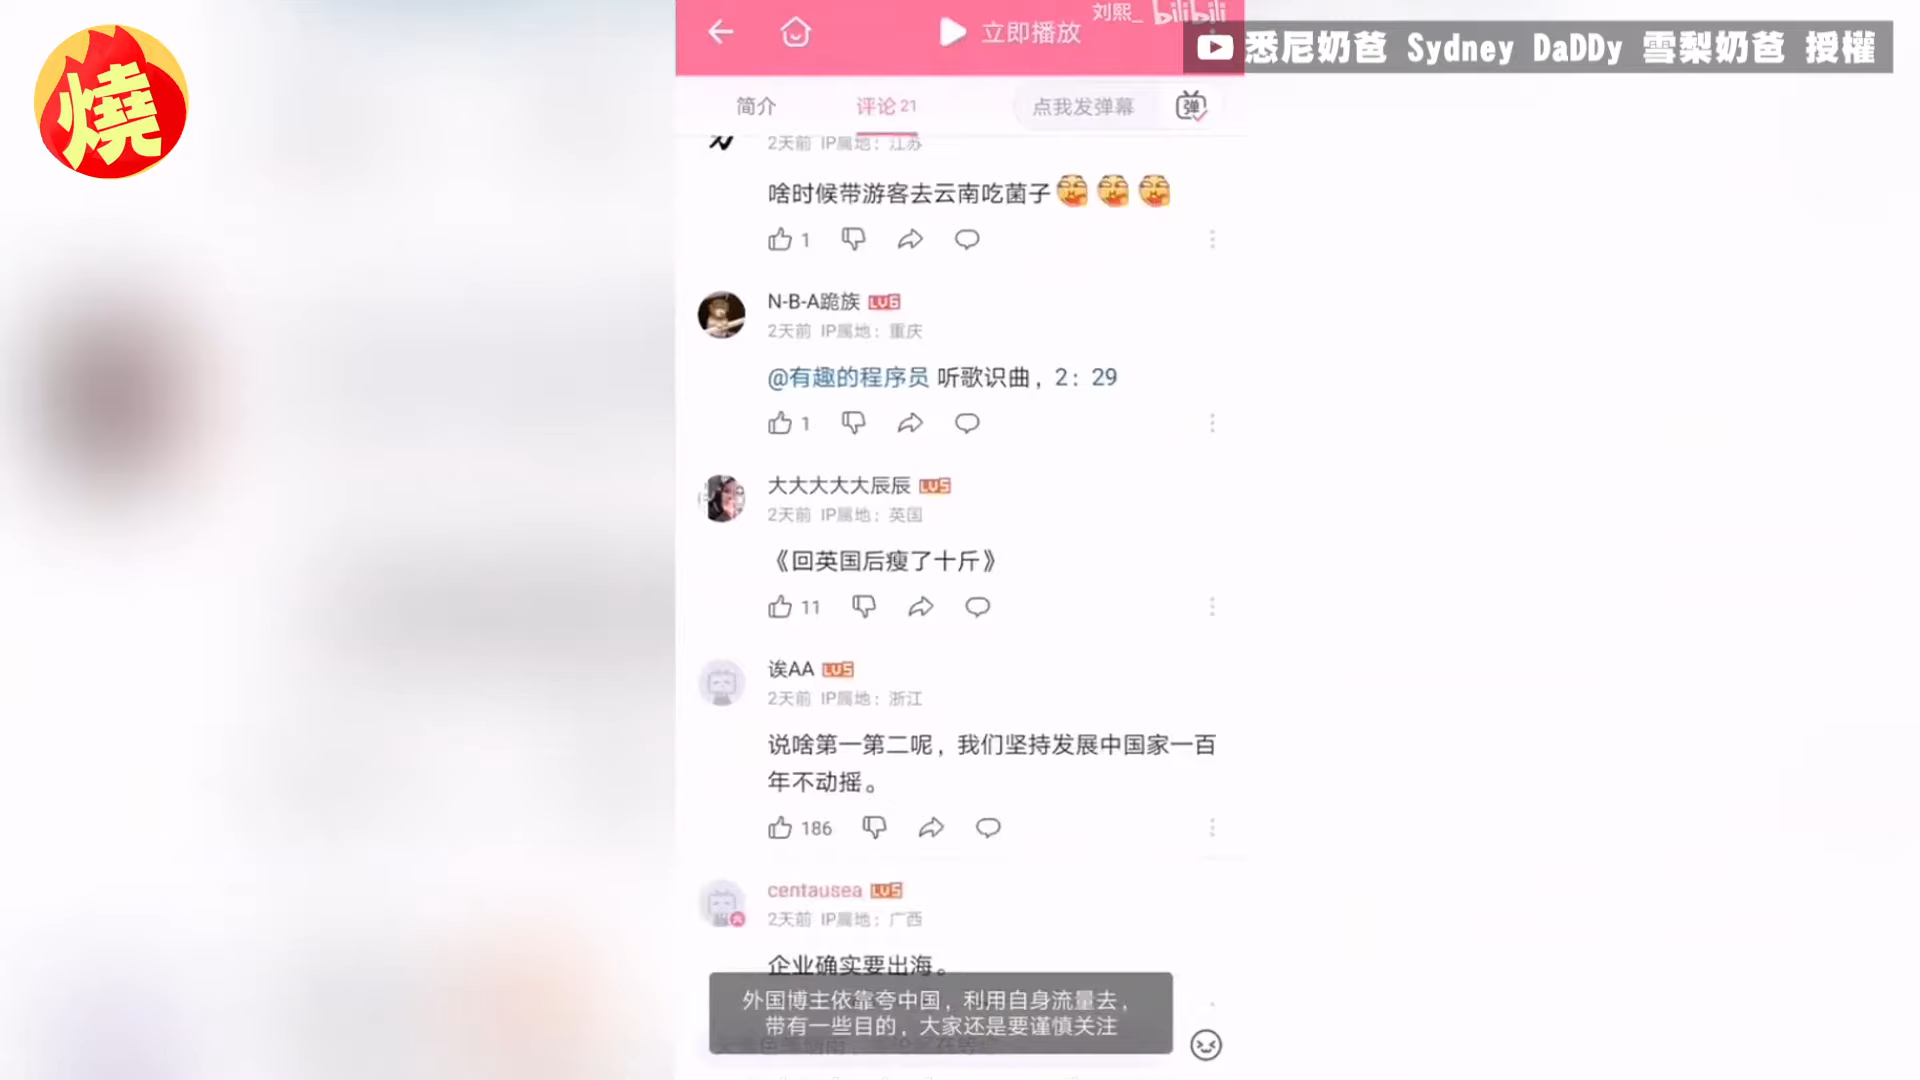 燒
刘熙_ bilibili
立即播放
悉尼奶爸 Sydney DaDDy 雪梨奶爸 授權
简介
评论 21
点我发弹幕
弹
2天前 IP属地：江苏
啥时候带游客去云南吃菌子
1
N-B-A跪族 LV6
2天前 IP属地：重庆
@有趣的程序员 听歌识曲，2：29
1
大大大大大辰辰 LV5
2天前 IP属地：英国
《回英国后瘦了十斤》
11
诶AA LV5
2天前 IP属地：浙江
说啥第一第二呢，我们坚持发展中国家一百
年不动摇。
186
centausea LV5
2天前 IP属地：广西
企业确实要出海。
外国博主依靠夸中国，利用自身流量去，
带有一些目的，大家还是要谨慎关注